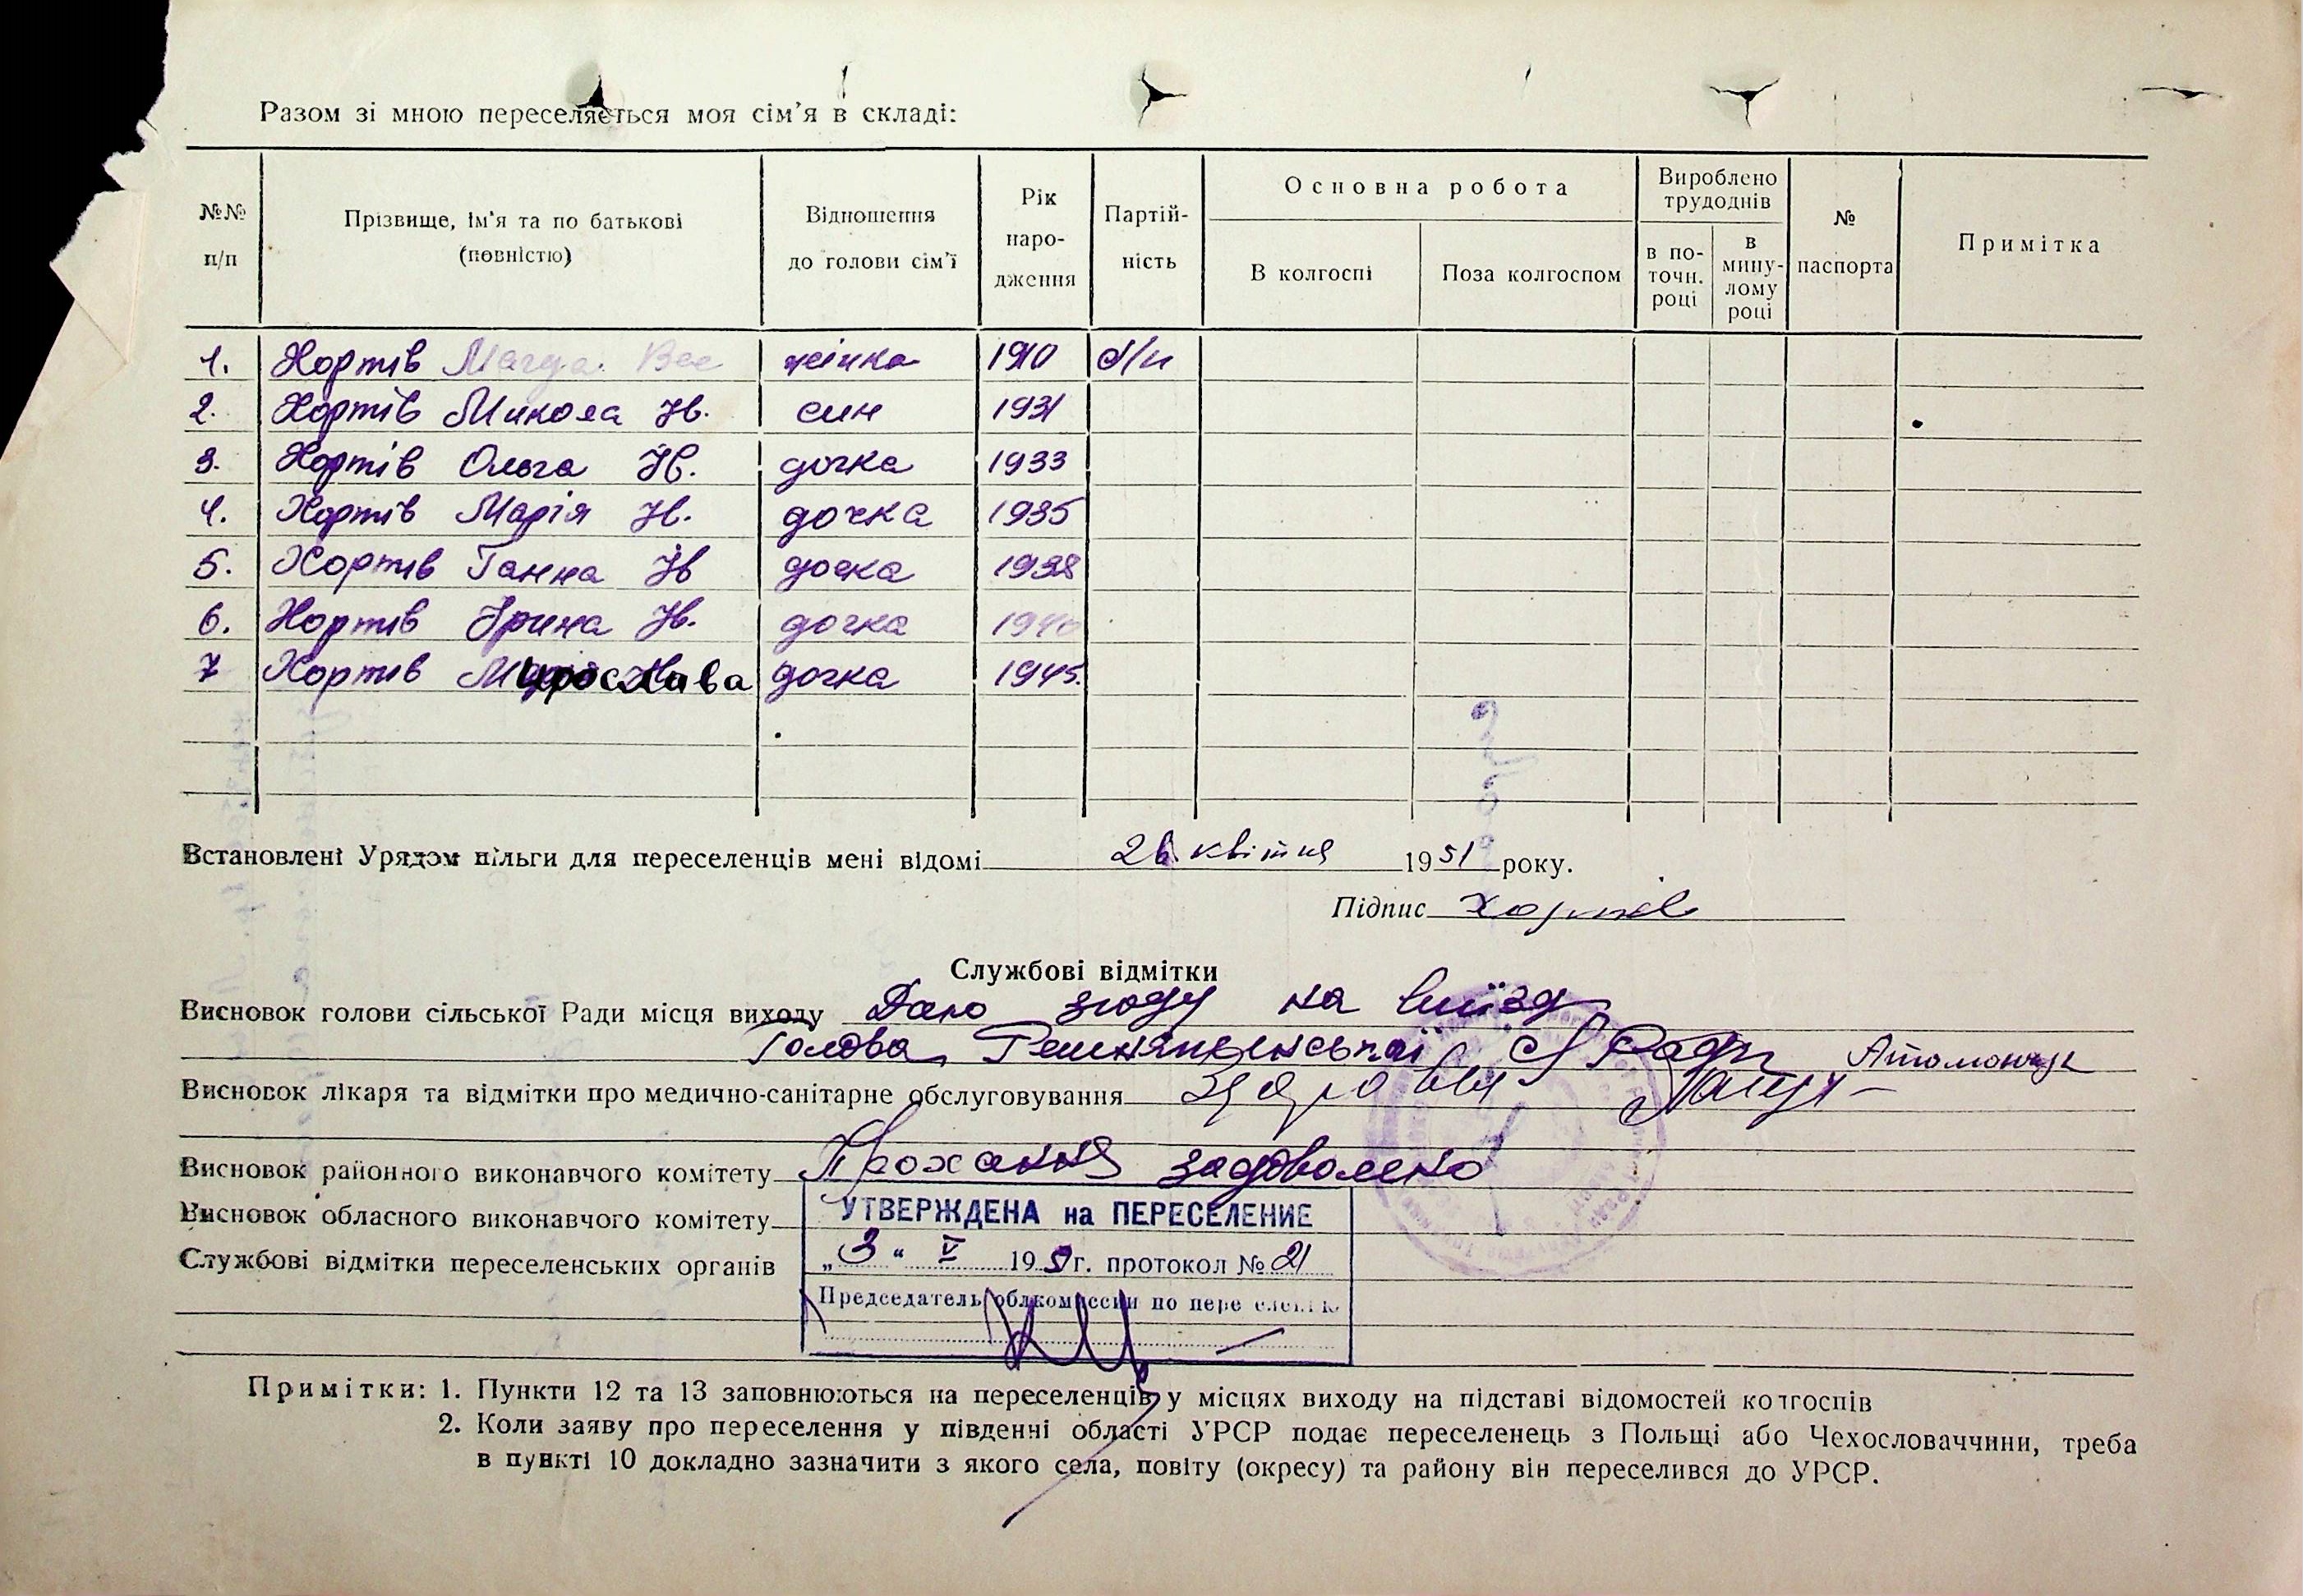 Разом зі мною переселяється моя сім'я в складі:
№№ п/п
Прізвище, ім'я та по батькові (повністю)
Відношення до голови сім'ї
Рік народження
Партійність
Основна робота
В колгоспі
Поза колгоспом
Вироблено трудоднів
в поточн. році
в минулому році
№ паспорта
Примітка
1. Хортів Магда Вас жінка 1910 б/п
2. Хортів Микола Ів. син 1931
3. Хортів Ольга Ів. дочка 1933
4. Хортів Марія Ів. дочка 1935
5. Хортів Ганна Ів дочка 1938
6. Хортів Ірина Ів. дочка 1940
7 Хортів Мирослава дочка 1945.
Встановлені Урядом пільги для переселенців мені відомі 26 квітня 1951 року.
Підпис Хортів
Службові відмітки
Висновок голови сільської Ради місця виходу Даю згоду на виїзд
Голова с/Ради
Висновок лікаря та відмітки про медично-санітарне обслуговування Здорові
Висновок районного виконавчого комітету Прохання задоволено
Висновок обласного виконавчого комітету
УТВЕРЖДЕНА на ПЕРЕСЕЛЕНИЕ
Службові відмітки переселенських органів
„3“ V 1951 г. протокол № 21
Председатель облкомиссии по пере
Примітки: 1. Пункти 12 та 13 заповнюються на переселенців у місцях виходу на підставі відомостей колгоспів
2. Коли заяву про переселення у південні області УРСР подає переселенець з Польщі або Чехословаччини, треба
в пункті 10 докладно зазначити з якого села, повіту (окресу) та району він переселився до УРСР.